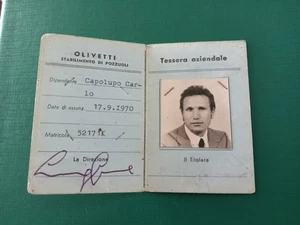 OLIVETTI
STABILIMENTO DI POZZUOLI
Dipendente Capolupo Car-
lo
Data di assunz. 17.9.1970
Matricola 5217
La Direzione
Tessera aziendale
Il Titolare